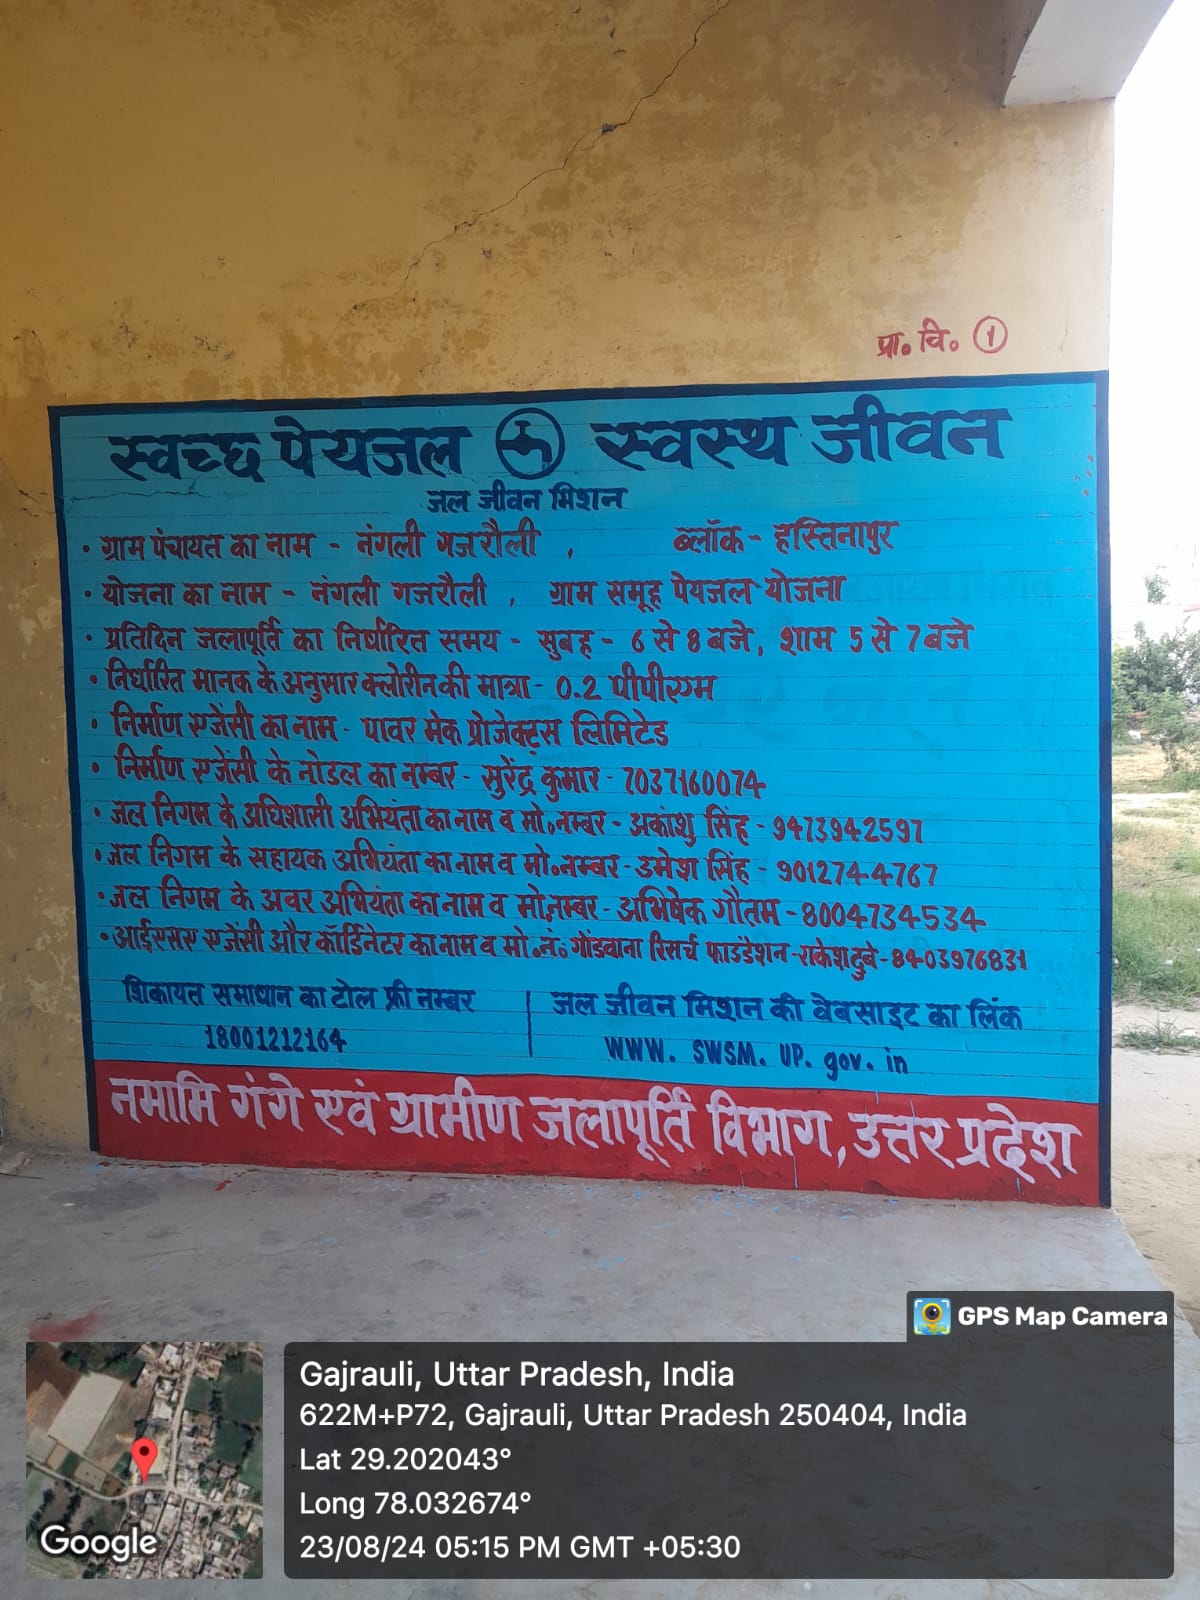 प्रा. वि. 1
स्वच्छ पेयजल स्वस्थ जीवन
जल जीवन मिशन
• ग्राम पंचायत का नाम - नंगली गजरौली , ब्लॉक - हस्तिनापुर
• योजना का नाम - नंगली गजरौली , ग्राम समूह पेयजल योजना
• प्रतिदिन जलापूर्ति का निर्धारित समय - सुबह - 6 से 8 बजे, शाम 5 से 7 बजे
• निर्धारित मानक के अनुसार क्लोरीन की मात्रा - 0.2 पीपीएम
• निर्माण एजेंसी का नाम - पावर मेक प्रोजेक्ट्स लिमिटेड
• निर्माण एजेंसी के नोडल का नम्बर - सुरेंद्र कुमार - 7037160074
• जल निगम के अधिशासी अभियंता का नाम व मो. नम्बर - अकांशु सिंह - 9473942597
• जल निगम के सहायक अभियंता का नाम व मो. नम्बर - उमेश सिंह - 9012744767
• जल निगम के अवर अभियंता का नाम व मो. नम्बर - अभिषेक गौतम - 8004734534
• आईएसएस एजेंसी और कॉर्डिनेटर का नाम व मो. नं. गोंडवाना रिसर्च फाउंडेशन - राकेश दुबे - 8403976831
शिकायत समाधान का टोल फ्री नम्बर
18001212164
जल जीवन मिशन की वेबसाइट का लिंक
WWW. SWSM. UP. gov. in
नमामि गंगे एवं ग्रामीण जलापूर्ति विभाग, उत्तर प्रदेश
GPS Map Camera
Gajrauli, Uttar Pradesh, India
622M+P72, Gajrauli, Uttar Pradesh 250404, India
Lat 29.202043°
Long 78.032674°
23/08/24 05:15 PM GMT +05:30
Google